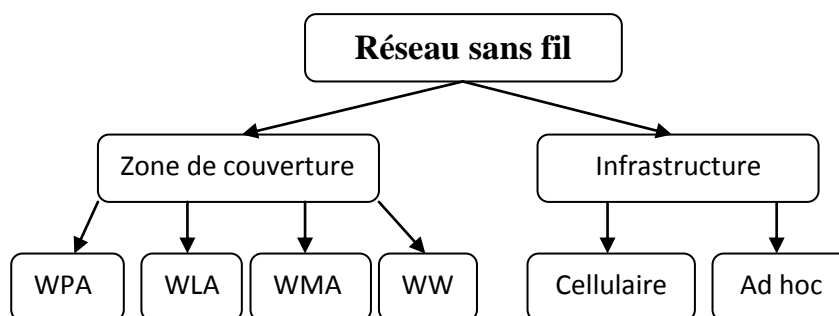 Réseau sans fil
Zone de couverture
Infrastructure
WPA
WLA
WMA
WW
Cellulaire
Ad hoc